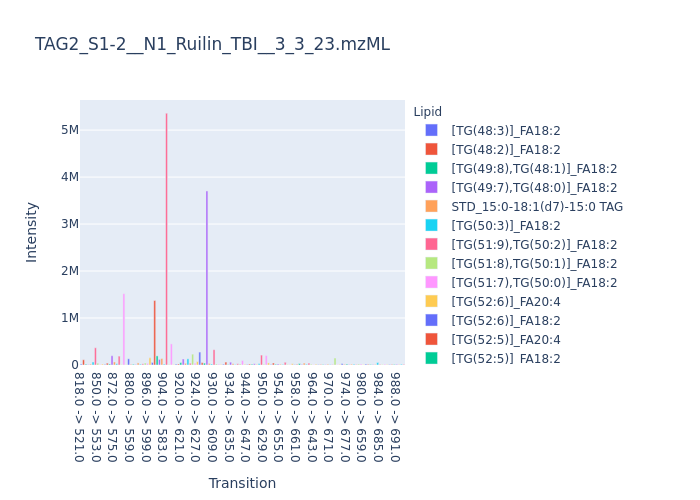 TAG2_S1-2__N1_Ruilin_TBI__3_3_23.mzML
Intensity
5M
4M
3M
2M
1M
0
818.0 -> 521.0
850.0 -> 553.0
872.0 -> 575.0
880.0 -> 559.0
896.0 -> 599.0
904.0 -> 583.0
920.0 -> 621.0
924.0 -> 627.0
930.0 -> 609.0
934.0 -> 635.0
944.0 -> 647.0
950.0 -> 629.0
954.0 -> 655.0
958.0 -> 661.0
964.0 -> 643.0
970.0 -> 671.0
974.0 -> 677.0
980.0 -> 659.0
984.0 -> 685.0
988.0 -> 691.0
Transition
Lipid
[TG(48:3)]_FA18:2
[TG(48:2)]_FA18:2
[TG(49:8),TG(48:1)]_FA18:2
[TG(49:7),TG(48:0)]_FA18:2
STD_15:0-18:1(d7)-15:0 TAG
[TG(50:3)]_FA18:2
[TG(51:9),TG(50:2)]_FA18:2
[TG(51:8),TG(50:1)]_FA18:2
[TG(51:7),TG(50:0)]_FA18:2
[TG(52:6)]_FA20:4
[TG(52:6)]_FA18:2
[TG(52:5)]_FA20:4
[TG(52:5)]_FA18:2